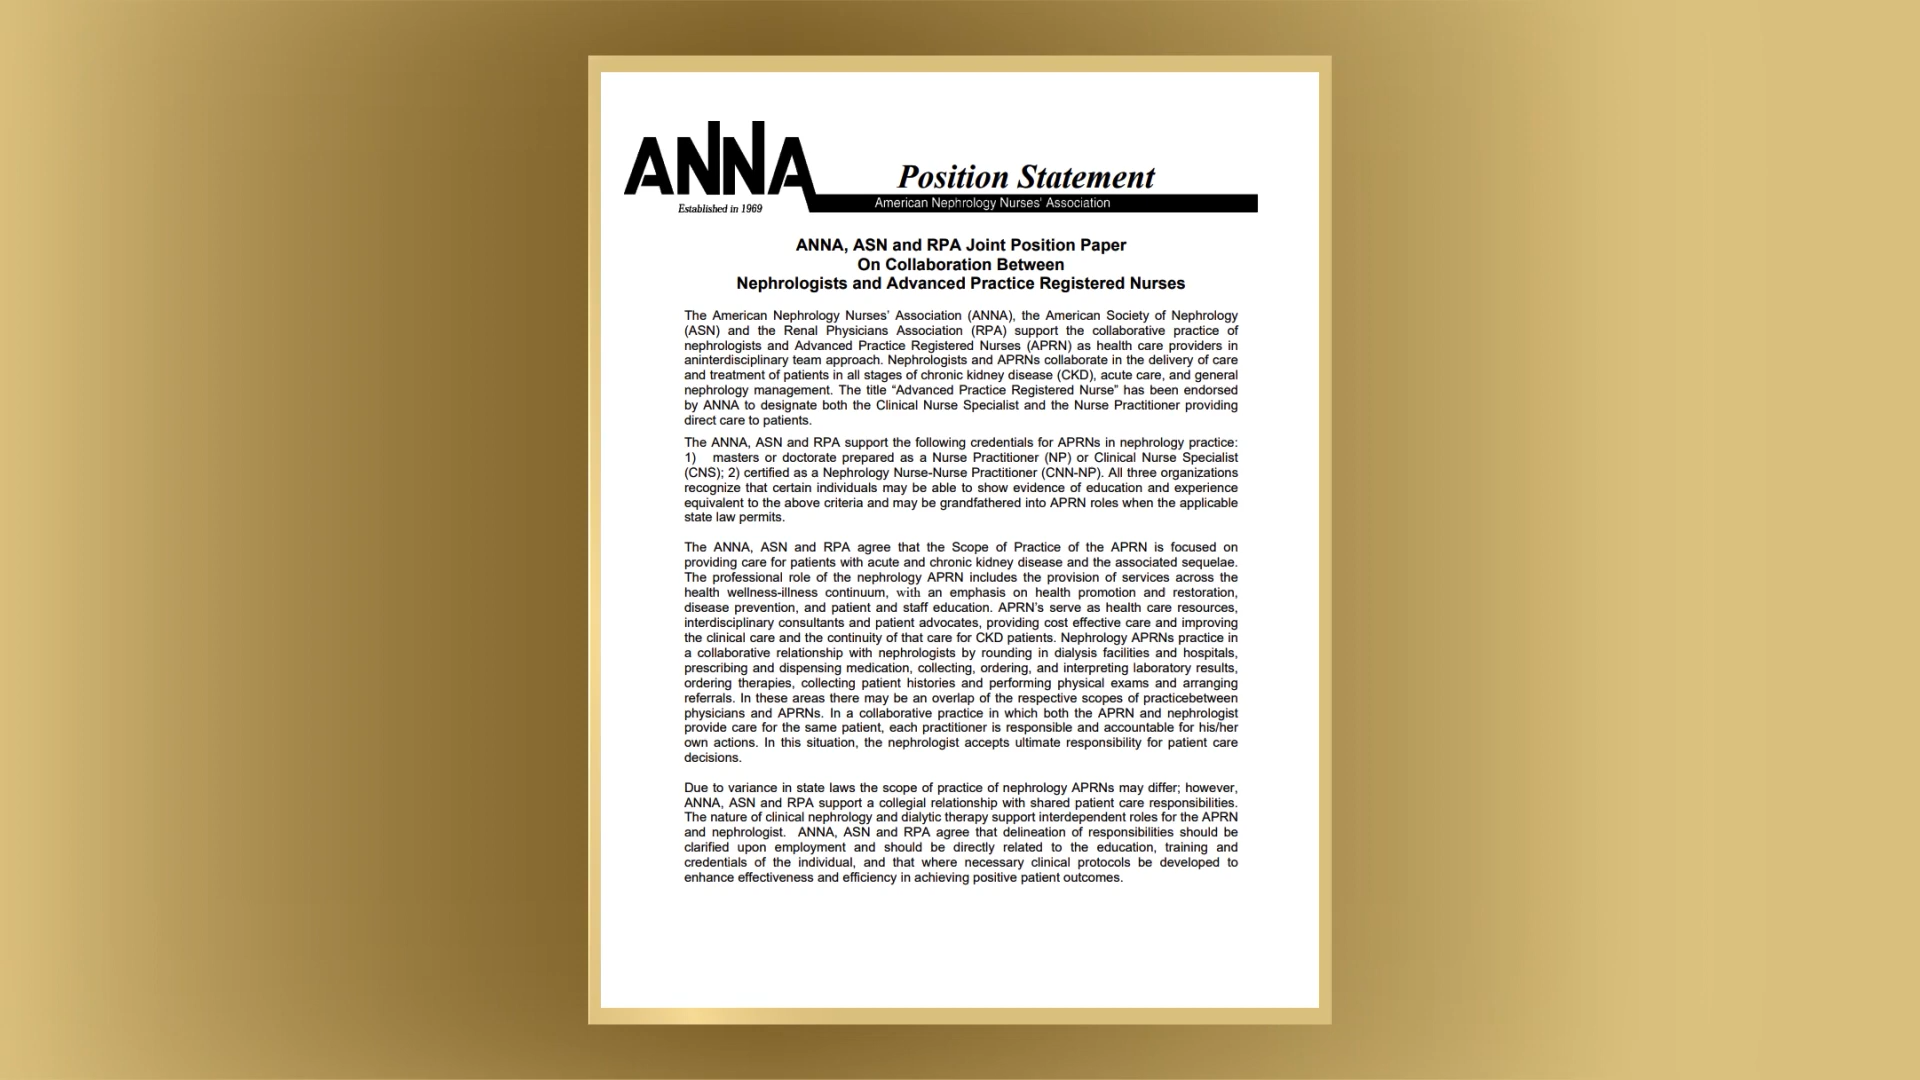 ANNA
Established in 1969
Position Statement
American Nephrology Nurses' Association
ANNA, ASN and RPA Joint Position Paper
On Collaboration Between
Nephrologists and Advanced Practice Registered Nurses
The American Nephrology Nurses’ Association (ANNA), the American Society of Nephrology
(ASN) and the Renal Physicians Association (RPA) support the collaborative practice of
nephrologists and Advanced Practice Registered Nurses (APRN) as health care providers in
aninterdisciplinary team approach. Nephrologists and APRNs collaborate in the delivery of care
and treatment of patients in all stages of chronic kidney disease (CKD), acute care, and general
nephrology management. The title “Advanced Practice Registered Nurse” has been endorsed
by ANNA to designate both the Clinical Nurse Specialist and the Nurse Practitioner providing
direct care to patients.
The ANNA, ASN and RPA support the following credentials for APRNs in nephrology practice:
1) masters or doctorate prepared as a Nurse Practitioner (NP) or Clinical Nurse Specialist
(CNS); 2) certified as a Nephrology Nurse-Nurse Practitioner (CNN-NP). All three organizations
recognize that certain individuals may be able to show evidence of education and experience
equivalent to the above criteria and may be grandfathered into APRN roles when the applicable
state law permits.
The ANNA, ASN and RPA agree that the Scope of Practice of the APRN is focused on
providing care for patients with acute and chronic kidney disease and the associated sequelae.
The professional role of the nephrology APRN includes the provision of services across the
health wellness-illness continuum, with an emphasis on health promotion and restoration,
disease prevention, and patient and staff education. APRN’s serve as health care resources,
interdisciplinary consultants and patient advocates, providing cost effective care and improving
the clinical care and the continuity of that care for CKD patients. Nephrology APRNs practice in
a collaborative relationship with nephrologists by rounding in dialysis facilities and hospitals,
prescribing and dispensing medication, collecting, ordering, and interpreting laboratory results,
ordering therapies, collecting patient histories and performing physical exams and arranging
referrals. In these areas there may be an overlap of the respective scopes of practicebetween
physicians and APRNs. In a collaborative practice in which both the APRN and nephrologist
provide care for the same patient, each practitioner is responsible and accountable for his/her
own actions. In this situation, the nephrologist accepts ultimate responsibility for patient care
decisions.
Due to variance in state laws the scope of practice of nephrology APRNs may differ; however,
ANNA, ASN and RPA support a collegial relationship with shared patient care responsibilities.
The nature of clinical nephrology and dialytic therapy support interdependent roles for the APRN
and nephrologist. ANNA, ASN and RPA agree that delineation of responsibilities should be
clarified upon employment and should be directly related to the education, training and
credentials of the individual, and that where necessary clinical protocols be developed to
enhance effectiveness and efficiency in achieving positive patient outcomes.